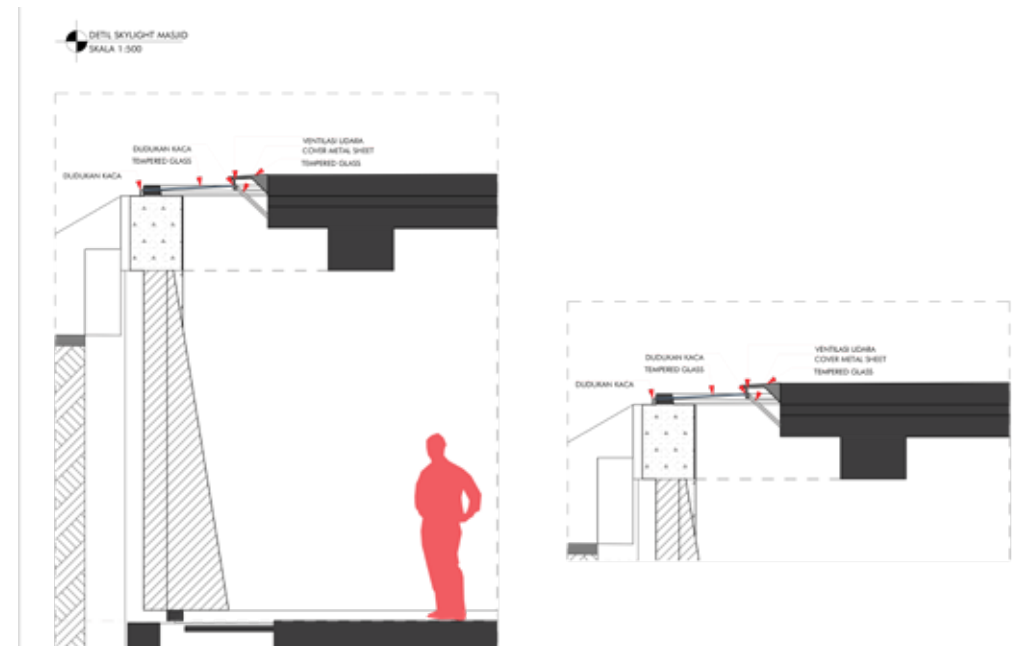 DETIL SKYLIGHT MASJID
SKALA 1:500
VENTILASI UDARA
DUDUKAN KACA
COVER METAL SHEET
TEMPERED GLASS
TEMPERED GLASS
DUDUKAN KACA
VENTILASI UDARA
DUDUKAN KACA
COVER METAL SHEET
TEMPERED GLASS
TEMPERED GLASS
DUDUKAN KACA